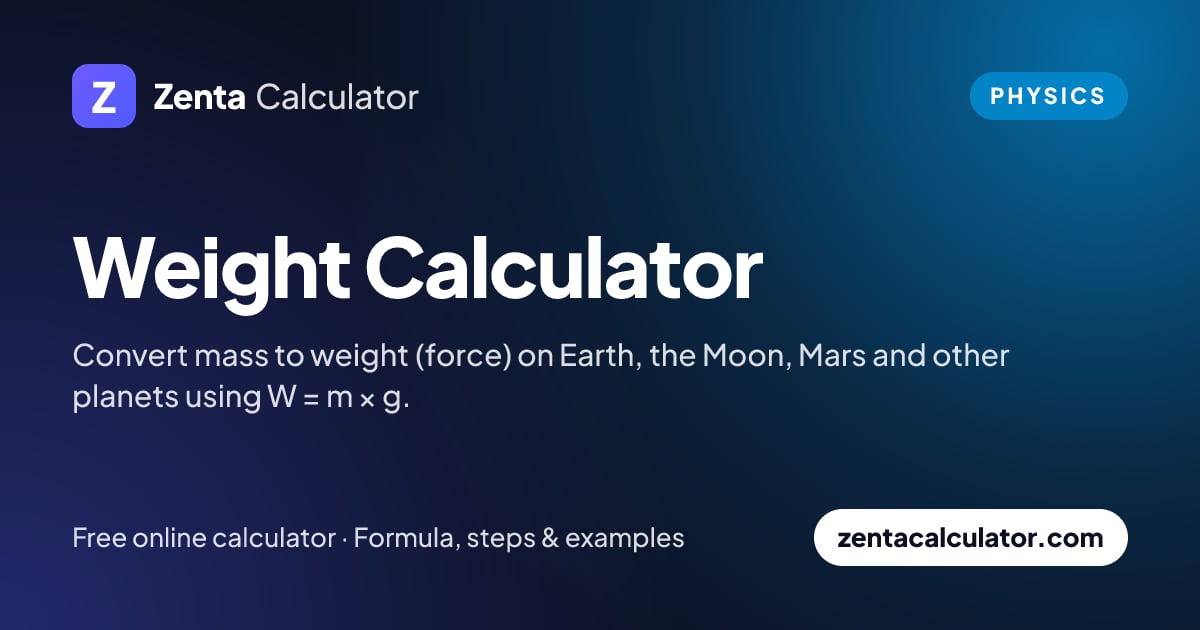 Z Zenta Calculator
PHYSICS
Weight Calculator
Convert mass to weight (force) on Earth, the Moon, Mars and other
planets using W = m × g.
Free online calculator · Formula, steps & examples
zentacalculator.com